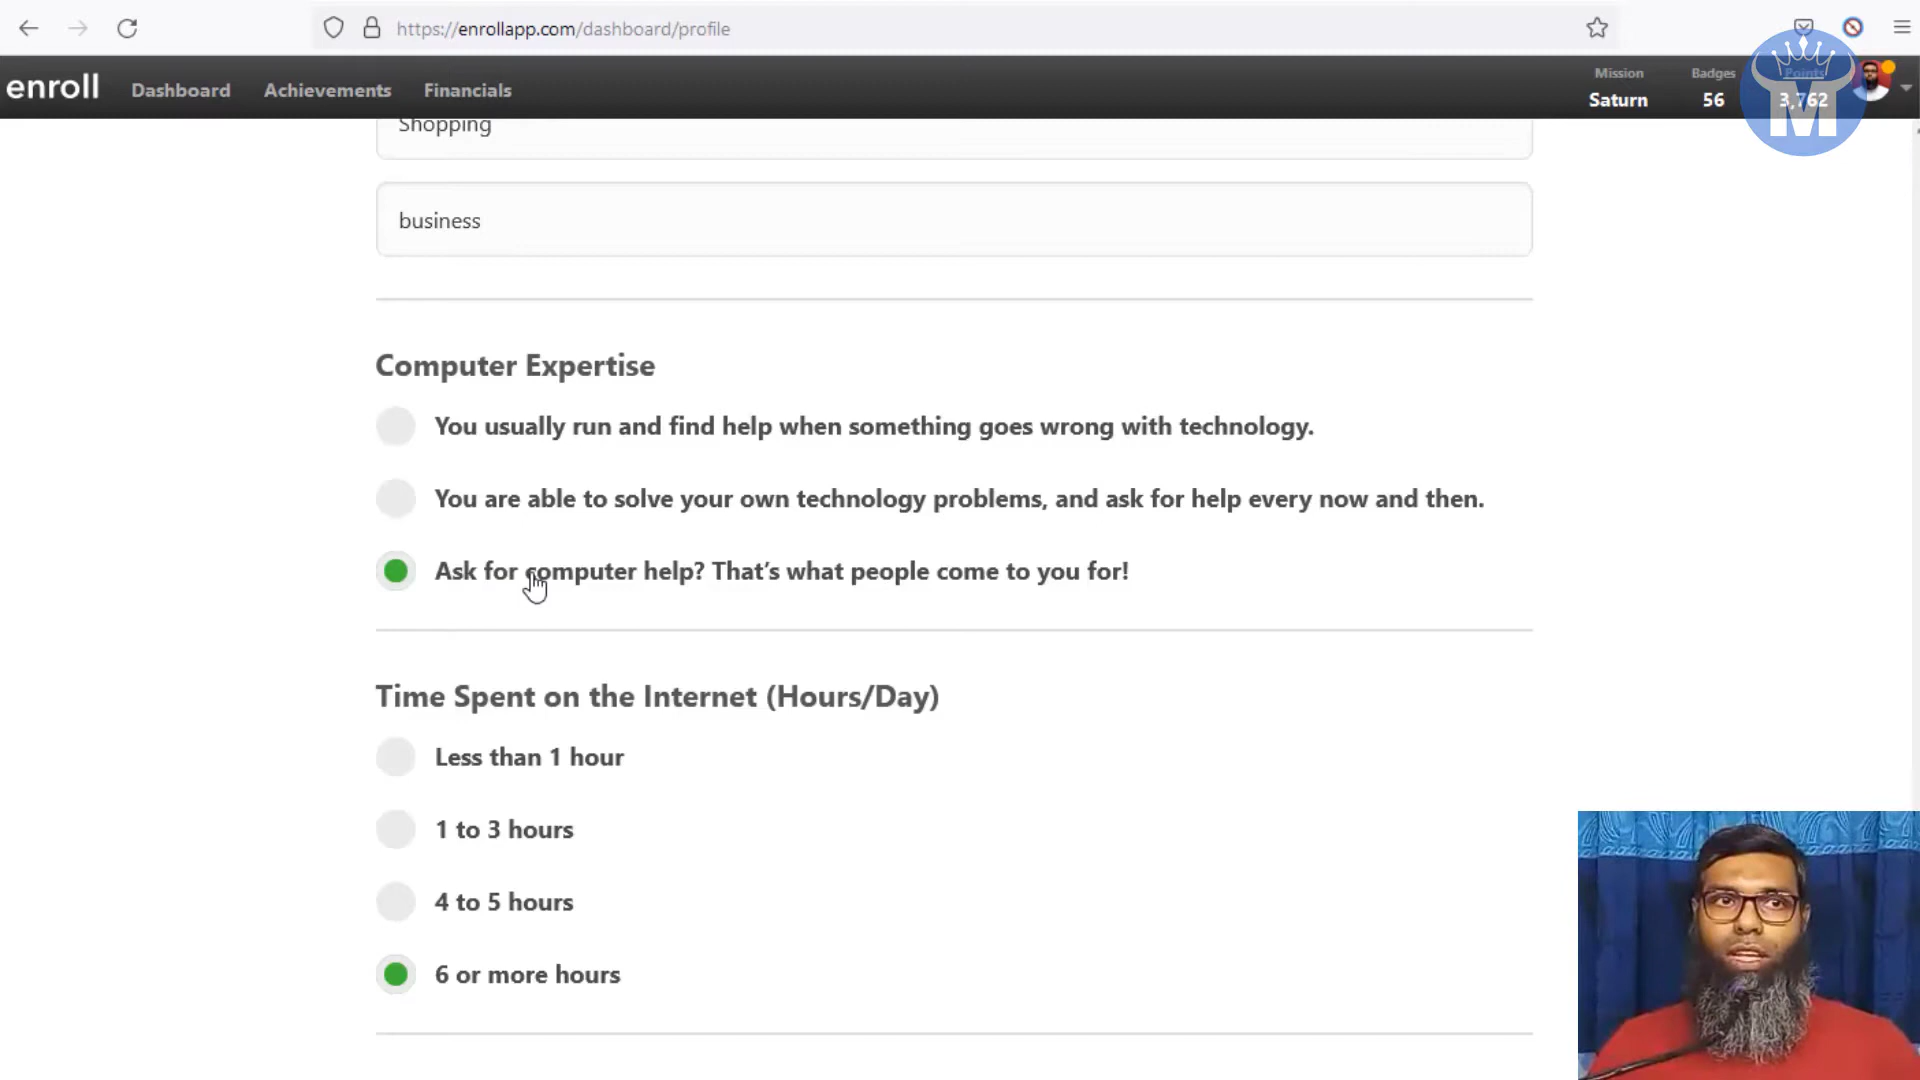 https://enrollapp.com/dashboard/profile
enroll
Dashboard
Achievements
Financials
Mission
Saturn
Badges
56
Points
3,762
M
Shopping
business
Computer Expertise
You usually run and find help when something goes wrong with technology.
You are able to solve your own technology problems, and ask for help every now and then.
Ask for computer help? That's what people come to you for!
Time Spent on the Internet (Hours/Day)
Less than 1 hour
1 to 3 hours
4 to 5 hours
6 or more hours